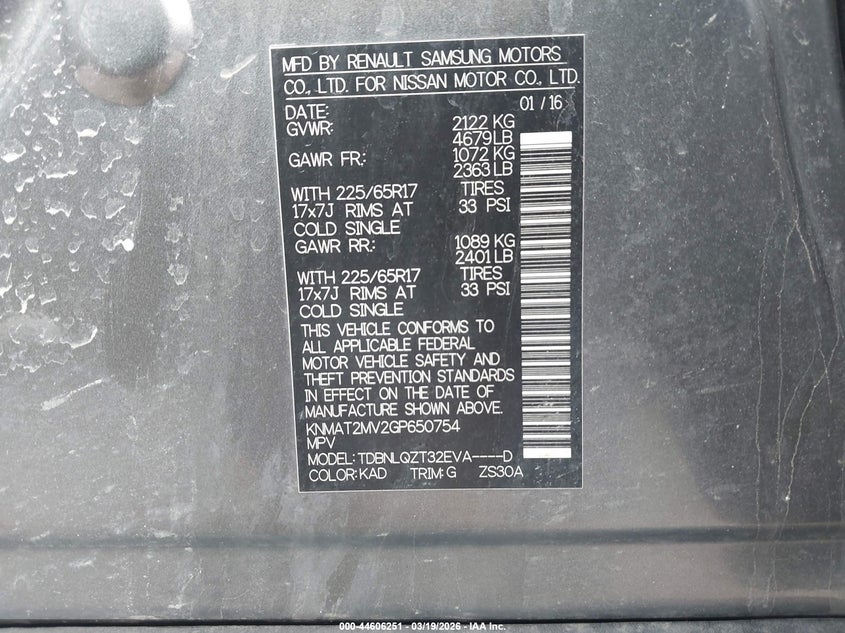 MFD BY RENAULT SAMSUNG MOTORS
CO., LTD. FOR NISSAN MOTOR CO., LTD.
DATE: 01 / 16
GVWR: 2122 KG
4679 LB
GAWR FR: 1072 KG
2363 LB
WITH 225/65R17 TIRES
17x7J RIMS AT 33 PSI
COLD SINGLE
GAWR RR: 1089 KG
2401 LB
WITH 225/65R17 TIRES
17x7J RIMS AT 33 PSI
COLD SINGLE
THIS VEHICLE CONFORMS TO
ALL APPLICABLE FEDERAL
MOTOR VEHICLE SAFETY AND
THEFT PREVENTION STANDARDS
IN EFFECT ON THE DATE OF
MANUFACTURE SHOWN ABOVE.
KNMAT2MV2GP650754
MPV
MODEL: TDBNLQZT32EVA----D
COLOR: KAD TRIM: G ZS30A
000-44606251 - 03/19/2026 - IAA Inc.